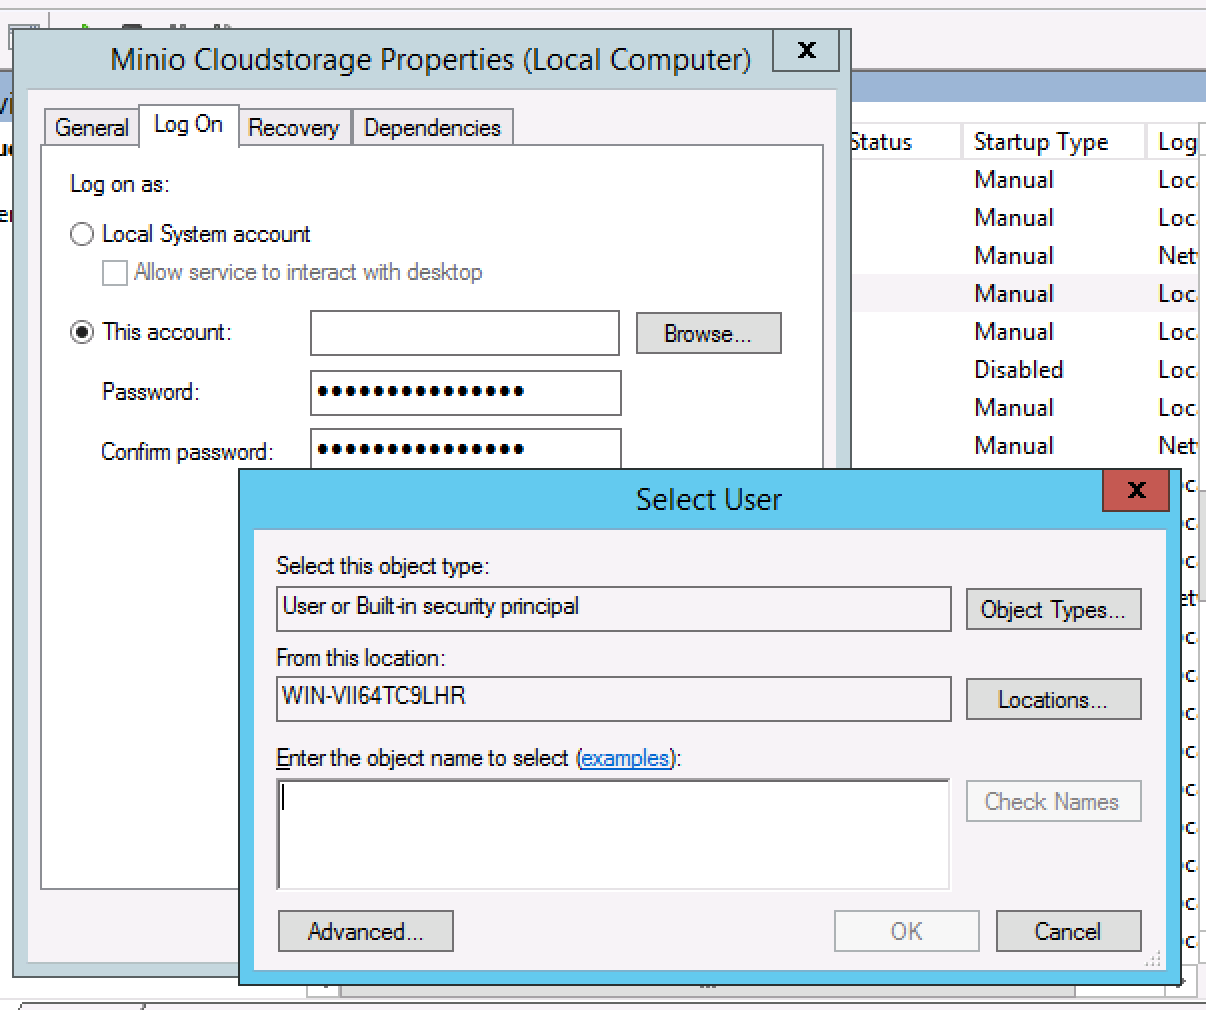 Minio Cloudstorage Properties (Local Computer)
X
General Log On Recovery Dependencies
Log on as:
Local System account
Allow service to interact with desktop
This account: Browse...
Password: •••••••••••••••
Confirm password: •••••••••••••••
Status Startup Type Log
Manual Loc
Manual Loc
Manual Net
Manual Loc
Manual Loc
Disabled Loc
Manual Loc
Manual Net
Select User
X
Select this object type:
User or Built-in security principal
Object Types...
From this location:
WIN-VII64TC9LHR
Locations...
Enter the object name to select (examples):
Check Names
Advanced...
OK
Cancel